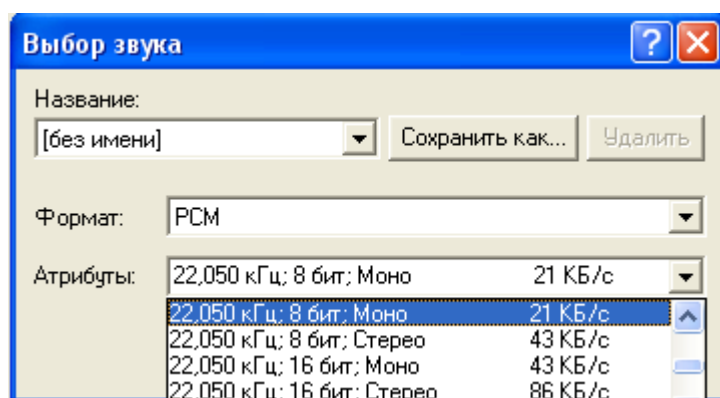 Выбор звука
Название:
[без имени] Сохранить как... Удалить
Формат: PCM
Атрибуты: 22,050 кГц; 8 бит; Моно 21 КБ/с
22,050 кГц; 8 бит; Моно 21 КБ/с
22,050 кГц; 8 бит; Стерео 43 КБ/с
22,050 кГц; 16 бит; Моно 43 КБ/с
22,050 кГц; 16 бит; Стерео 86 КБ/с